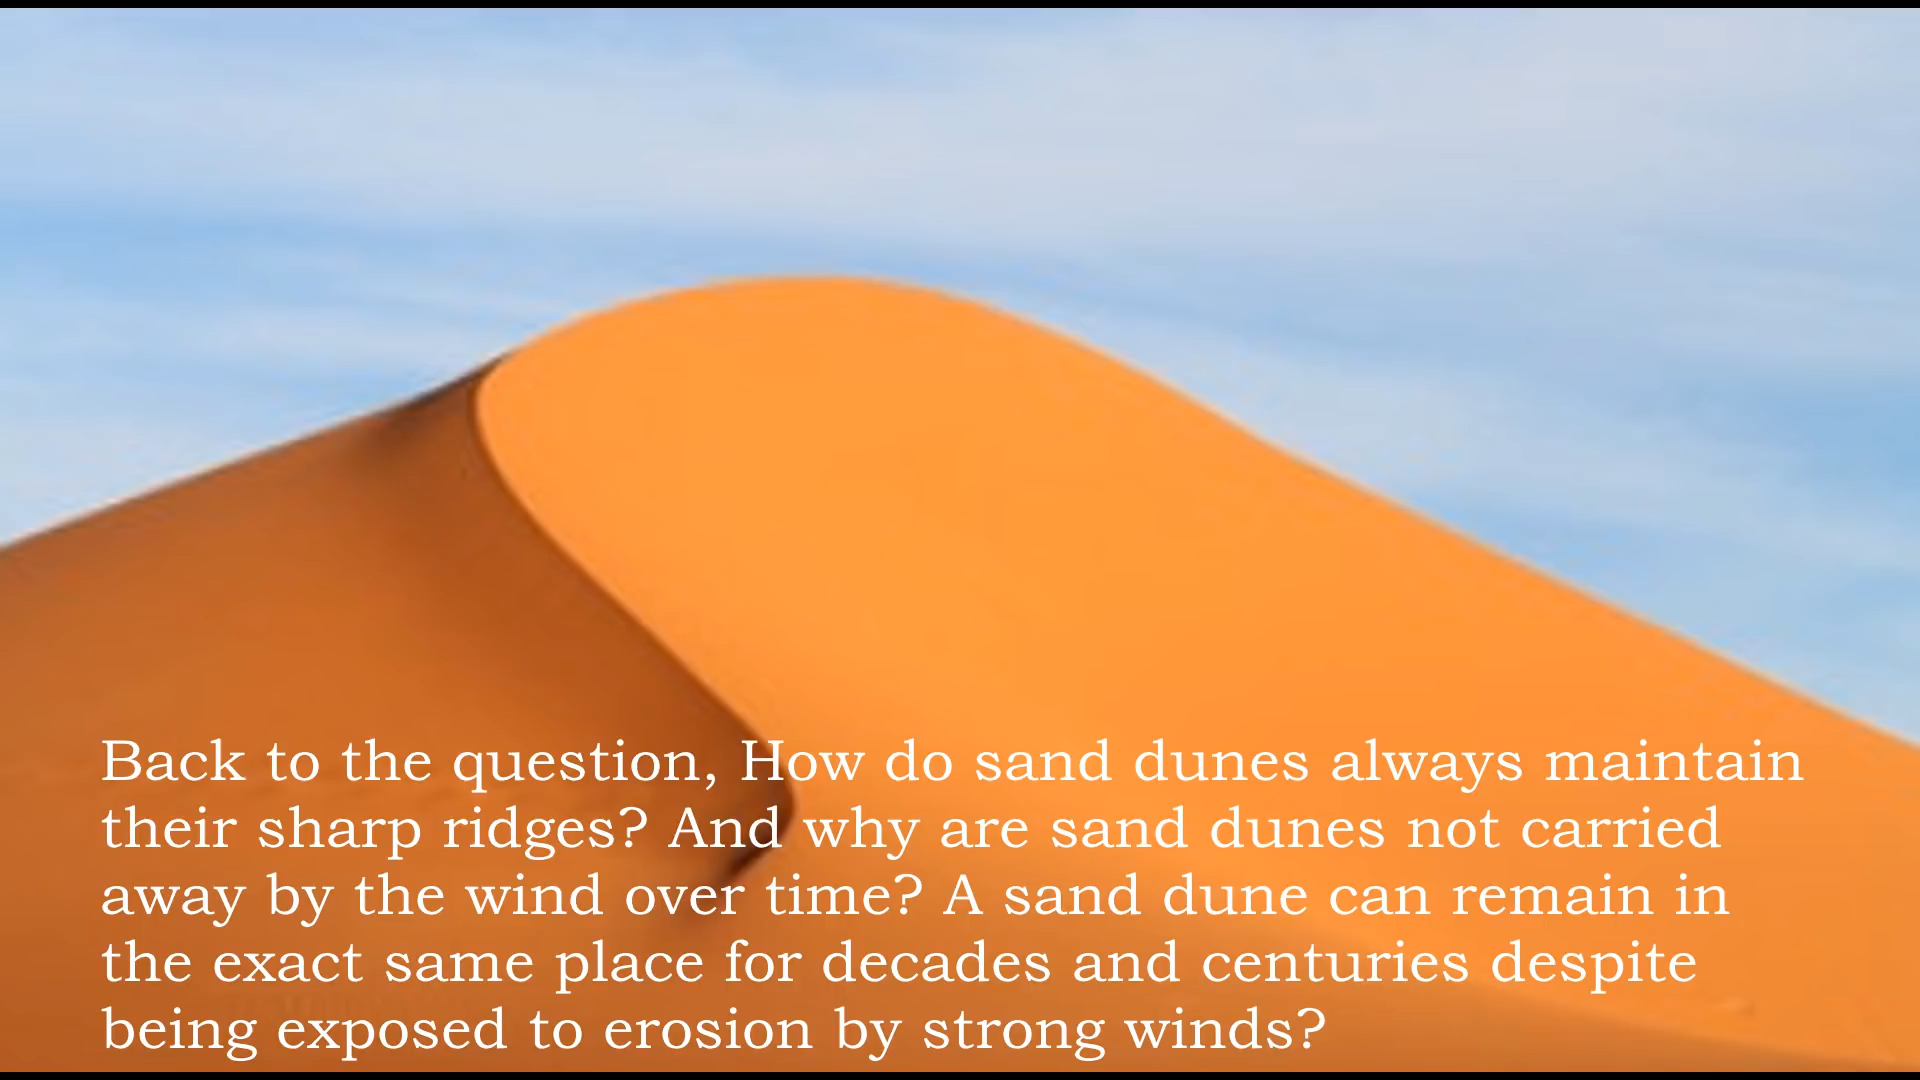 Back to the question, How do sand dunes always maintain
their sharp ridges? And why are sand dunes not carried
away by the wind over time? A sand dune can remain in
the exact same place for decades and centuries despite
being exposed to erosion by strong winds?